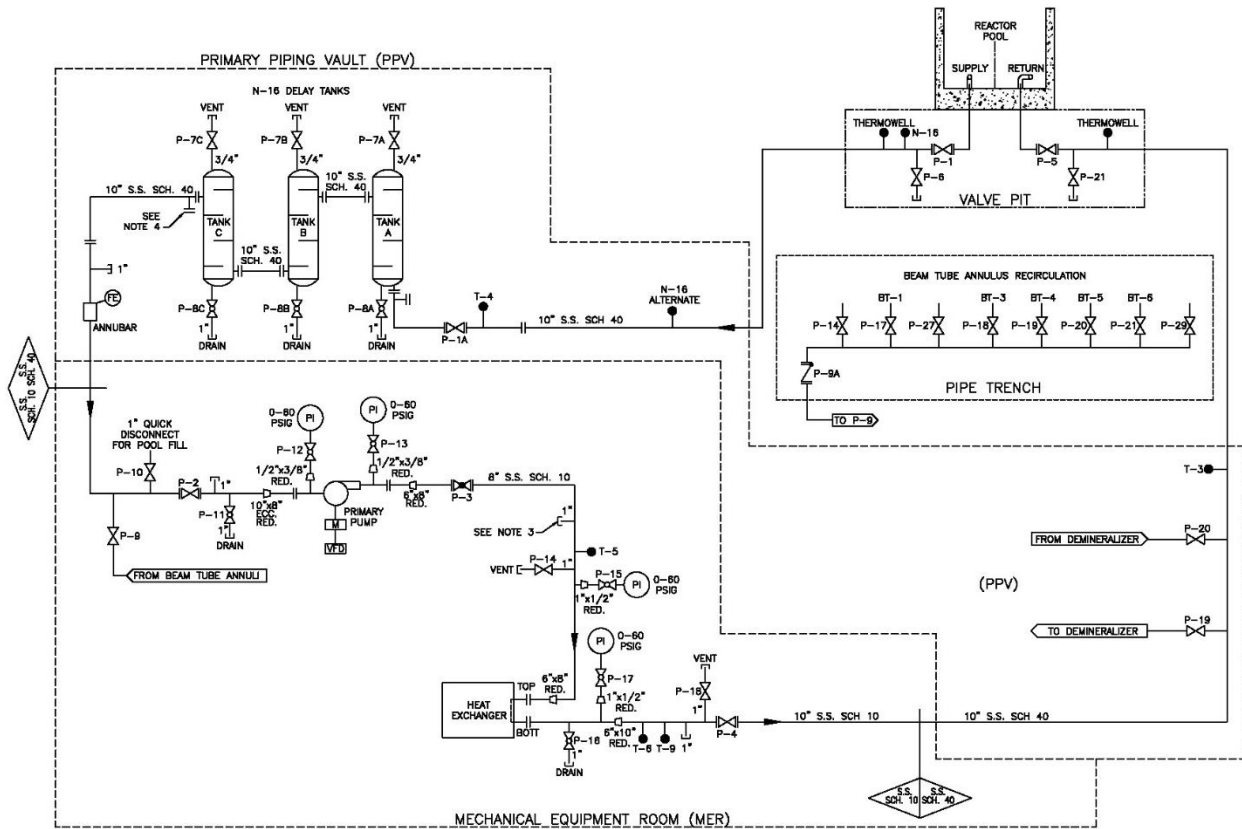 REACTOR
POOL
SUPPLY
RETURN
PRIMARY PIPING VAULT (PPV)
N-16 DELAY TANKS
VENT
VENT
VENT
P-7C
P-7B
P-7A
3/4"
3/4"
3/4"
THERMOWELL
N-16
THERMOWELL
P-1
P-5
P-6
P-21
VALVE PIT
10" S.S. SCH. 40
10" S.S.
SCH. 40
SEE
NOTE 4
TANK
C
TANK
B
TANK
A
10" S.S.
SCH. 40
1"
FE
ANNUBAR
P-8C
P-8B
P-8A
1"
1"
1"
DRAIN
DRAIN
DRAIN
T-4
P-1A
10" S.S. SCH 40
N-16
ALTERNATE
BEAM TUBE ANNULUS RECIRCULATION
BT-1
BT-3
BT-4
BT-5
BT-6
P-14
P-17
P-27
P-18
P-19
P-20
P-21
P-29
P-9A
PIPE TRENCH
TO P-9
S.S. SCH. 40
S.S. SCH. 10
1" QUICK
DISCONNECT
FOR POOL FILL
P-10
P-2
1"
P-11
1"
DRAIN
P-9
FROM BEAM TUBE ANNULI
0-60
PSIG
PI
P-12
1/2"x3/8"
RED.
10"x8"
ECC.
RED.
0-60
PSIG
PI
P-13
1/2"x3/8"
RED.
PRIMARY
PUMP
M
VFD
6"x8"
RED.
P-3
8" S.S. SCH 10
1"
SEE NOTE 3
T-5
P-14
VENT
1"
P-15
PI
0-60
PSIG
1"x1/2"
RED.
T-3
P-20
FROM DEMINERALIZER
(PPV)
P-19
TO DEMINERALIZER
0-60
PSIG
PI
P-17
1"x1/2"
RED.
6"x8"
RED.
TOP
HEAT
EXCHANGER
BOTT
P-16
1"
DRAIN
6"x10"
RED.
T-6
T-9
1"
VENT
P-18
1"
P-4
10" S.S. SCH 10
10" S.S. SCH 40
S.S.
SCH. 10
S.S.
SCH. 40
MECHANICAL EQUIPMENT ROOM (MER)